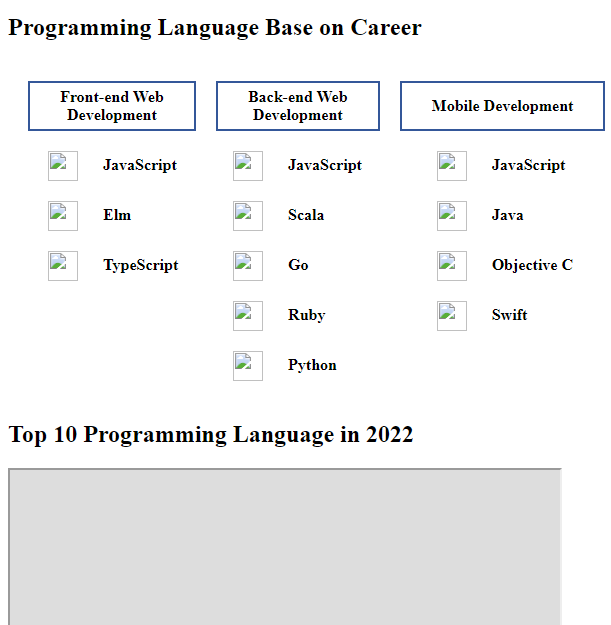 Programming Language Base on Career
Front-end Web
Development
Back-end Web
Development
Mobile Development
JavaScript
JavaScript
JavaScript
Elm
Scala
Java
TypeScript
Go
Objective C
Ruby
Swift
Python
Top 10 Programming Language in 2022